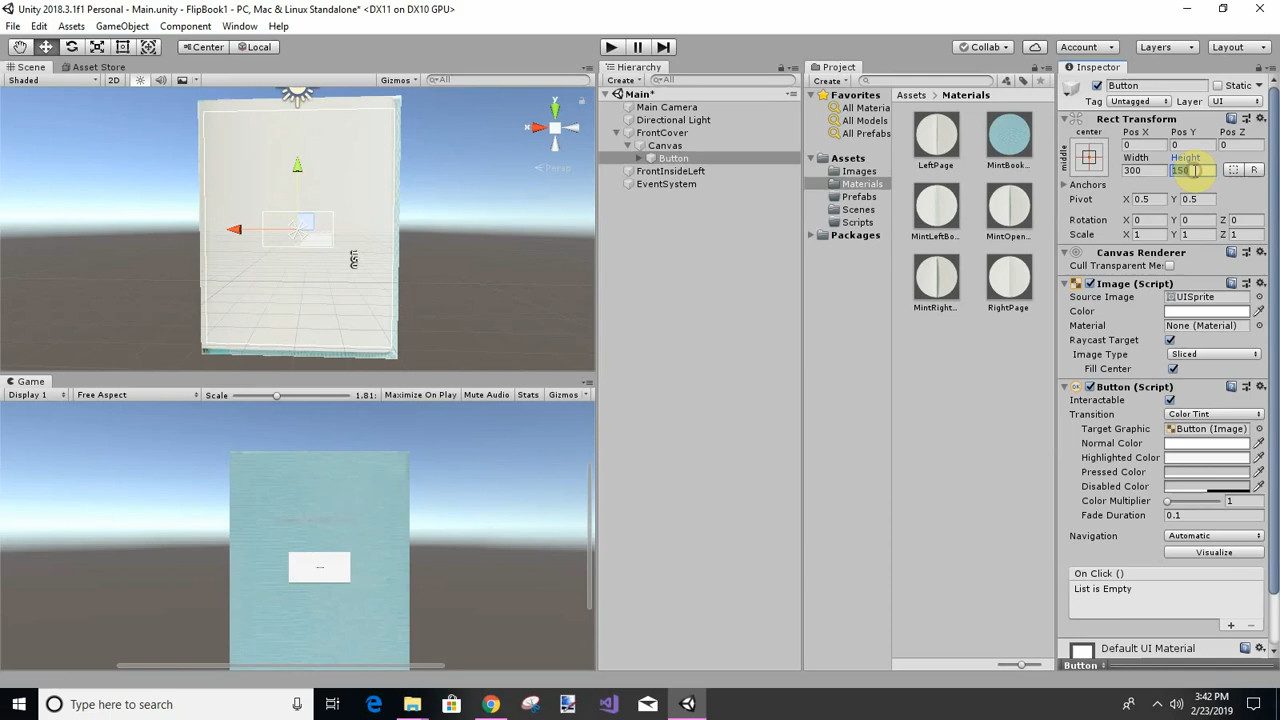 Unity 2018.3.1f1 Personal - Main.unity - FlipBook1 - PC, Mac & Linux Standalone* <DX11 on DX10 GPU>
File Edit Assets GameObject Component Window Help
Center Local Collab Account Layers Layout
Scene Asset Store
Shaded 2D Gizmos All
y x
Persp
Game
Display 1 Free Aspect Scale 1.81: Maximize On Play Mute Audio Stats Gizmos
Hierarchy
Create All
Main*
Main Camera
Directional Light
FrontCover
Canvas
Button
FrontInsideLeft
EventSystem
Project
Create
Favorites
All Materia
All Models
All Prefabs
Assets
Images
Materials
Prefabs
Scenes
Scripts
Packages
Assets Materials
LeftPage MintBook...
MintLeftBo... MintOpen...
MintRight... RightPage
Inspector
Button Static
Tag Untagged Layer UI
Rect Transform
center Pos X Pos Y Pos Z
middle 0 0 0
Width Height
300 150 R
Anchors
Pivot X 0.5 Y 0.5
Rotation X 0 Y 0 Z 0
Scale X 1 Y 1 Z 1
Canvas Renderer
Cull Transparent Me:
Image (Script)
Source Image UISprite
Color
Material None (Material)
Raycast Target
Image Type Sliced
Fill Center
Button (Script)
Interactable
Transition Color Tint
Target Graphic Button (Image)
Normal Color
Highlighted Color
Pressed Color
Disabled Color
Color Multiplier 1
Fade Duration 0.1
Navigation Automatic
Visualize
On Click ()
List is Empty
Default UI Material
Button
Type here to search
3:42 PM
2/23/2019